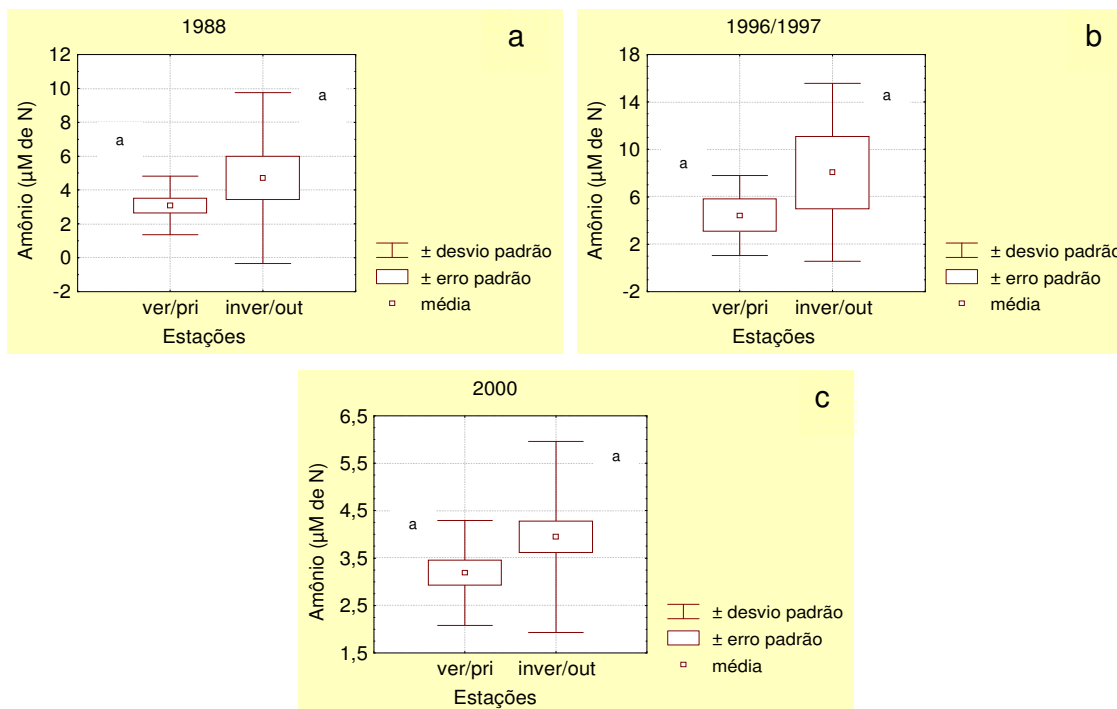 1988
a
Amônio (µM de N)
12
10
8
6
4
2
0
-2
a
a
ver/pri
inver/out
Estações
± desvio padrão
± erro padrão
média
1996/1997
b
Amônio (µM de N)
18
14
10
6
2
-2
a
a
ver/pri
inver/out
Estações
± desvio padrão
± erro padrão
média
2000
c
Amônio (µM de N)
6,5
5,5
4,5
3,5
2,5
1,5
a
a
ver/pri
inver/out
Estações
± desvio padrão
± erro padrão
média